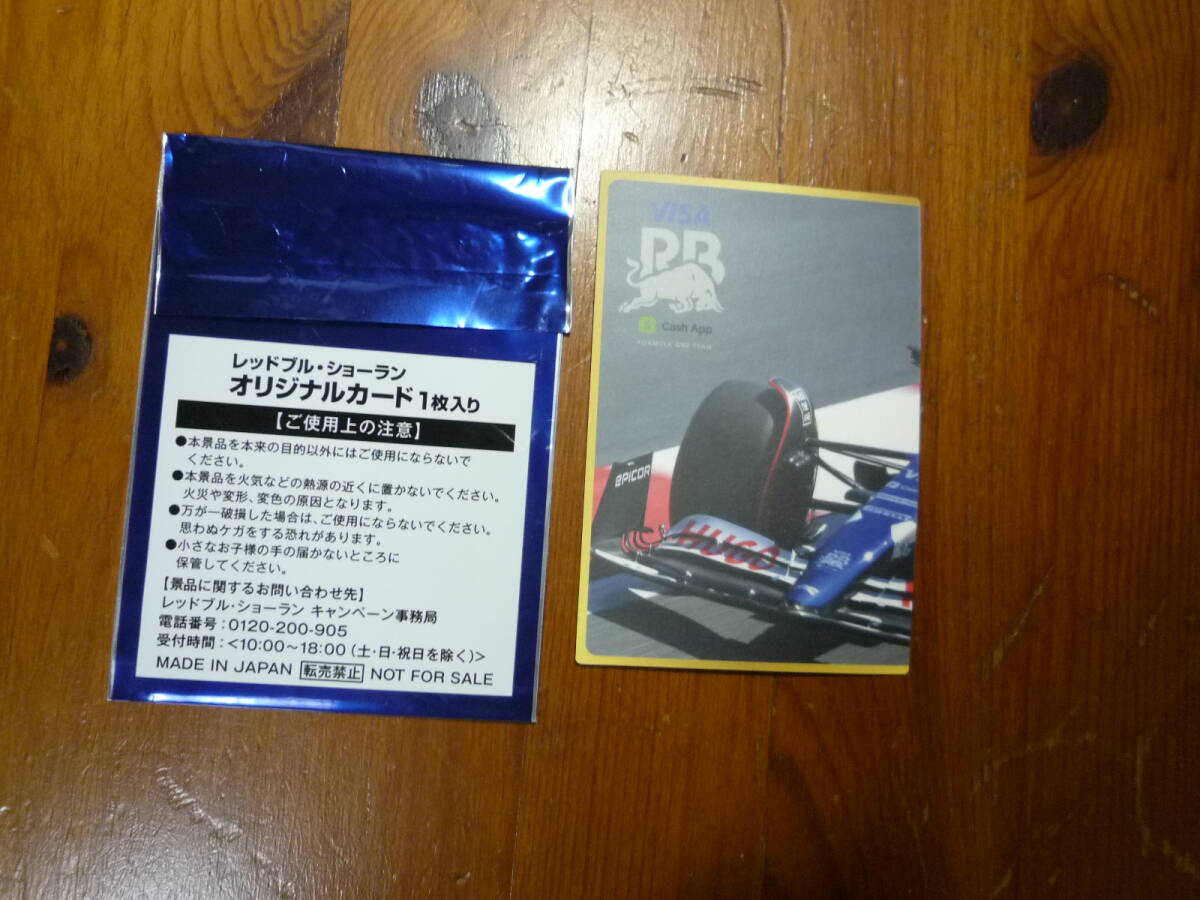 レッドブル・ショーラン
オリジナルカード1枚入り
【ご使用上の注意】
●本景品を本来の目的以外にはご使用にならないで
ください。
●本景品を火気などの熱源の近くに置かないでください。
火災や変形、変色の原因となります。
●万が一破損した場合は、ご使用にならないでください。
思わぬケガをする恐れがあります。
●小さなお子様の手の届かないところに
保管してください。
【景品に関するお問い合わせ先】
レッドブル・ショーラン キャンペーン事務局
電話番号:0120-200-905
受付時間:<10:00〜18:00(土・日・祝日を除く)>
MADE IN JAPAN 転売禁止 NOT FOR SALE
VISA
RB
Cash App
FORMULA ONE TEAM
EPICOR
HUGO